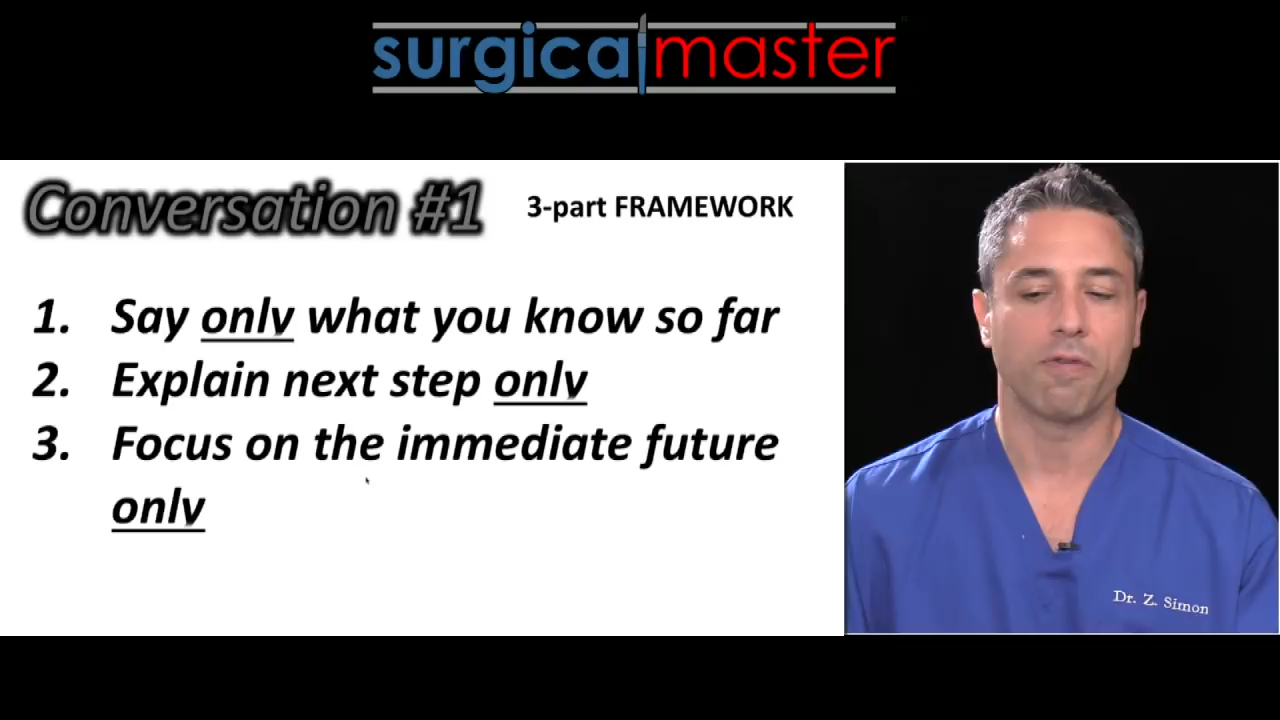 surgicalmaster
Conversation #1
3-part FRAMEWORK
1. Say only what you know so far
2. Explain next step only
3. Focus on the immediate future
only
Dr. Z. Simon